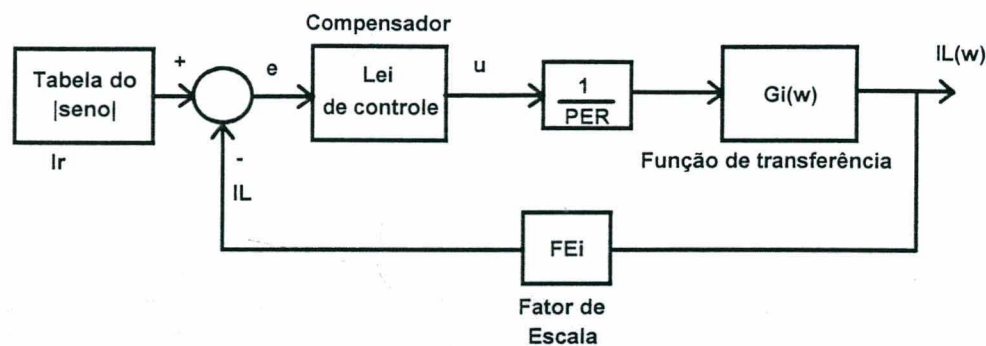 Compensador
Tabela do
|seno|
Ir
+
-
IL
e
Lei
de controle
u
1
PER
Gi(w)
Função de transferência
IL(w)
FEi
Fator de
Escala